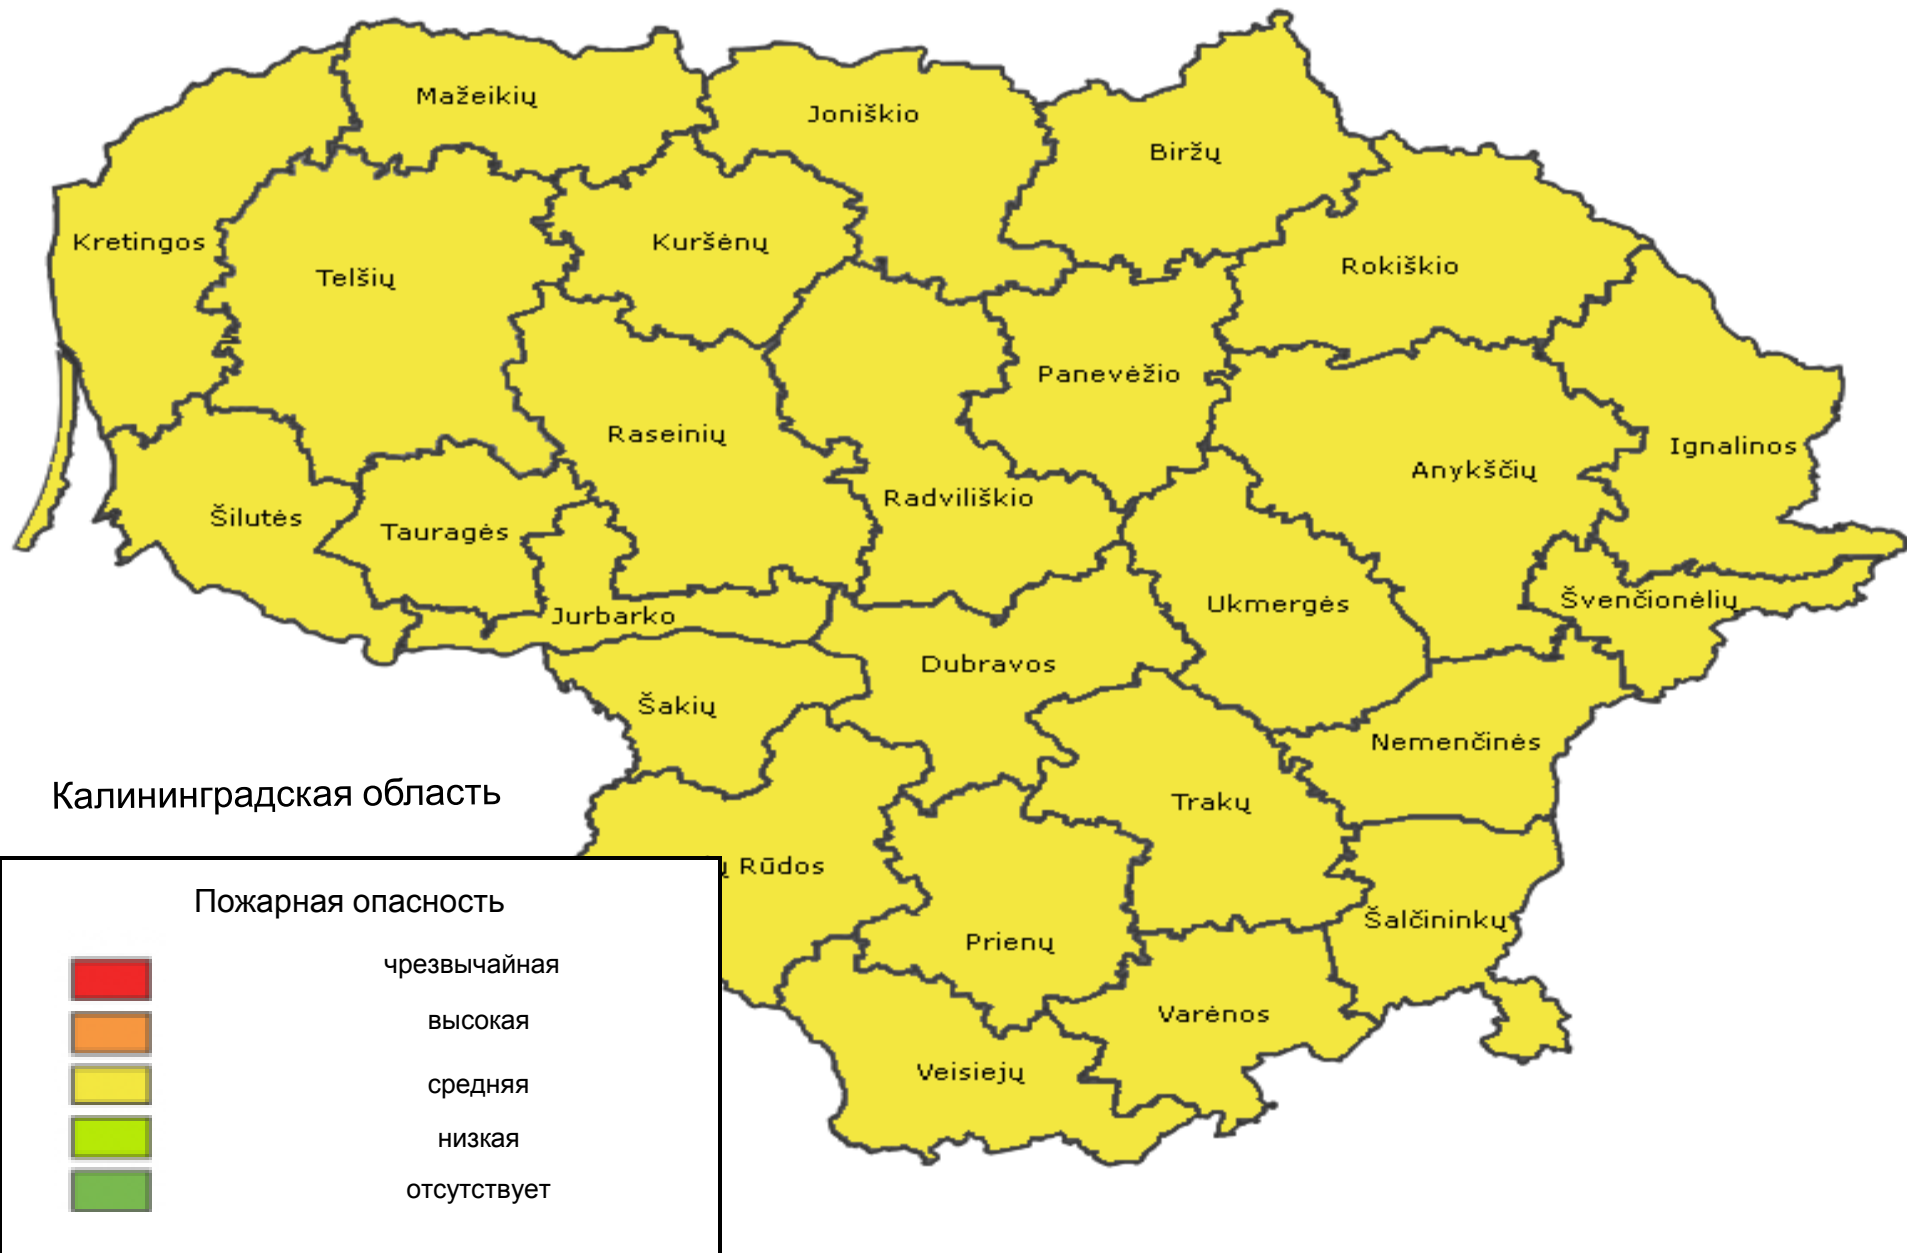 Mažeikių
Joniškio
Biržų
Kretingos
Telšių
Kuršėnų
Rokiškio
Panevėžio
Raseinių
Anykščių
Ignalinos
Šilutės
Tauragės
Radviliškio
Jurbarko
Ukmergės
Švenčionėlių
Dubravos
Šakių
Nemenčinės
Trakų
Калининградская область
ų Rūdos
Šalčininkų
Prienų
Varėnos
Veisiejų
Пожарная опасность
чрезвычайная
высокая
средняя
низкая
отсутствует